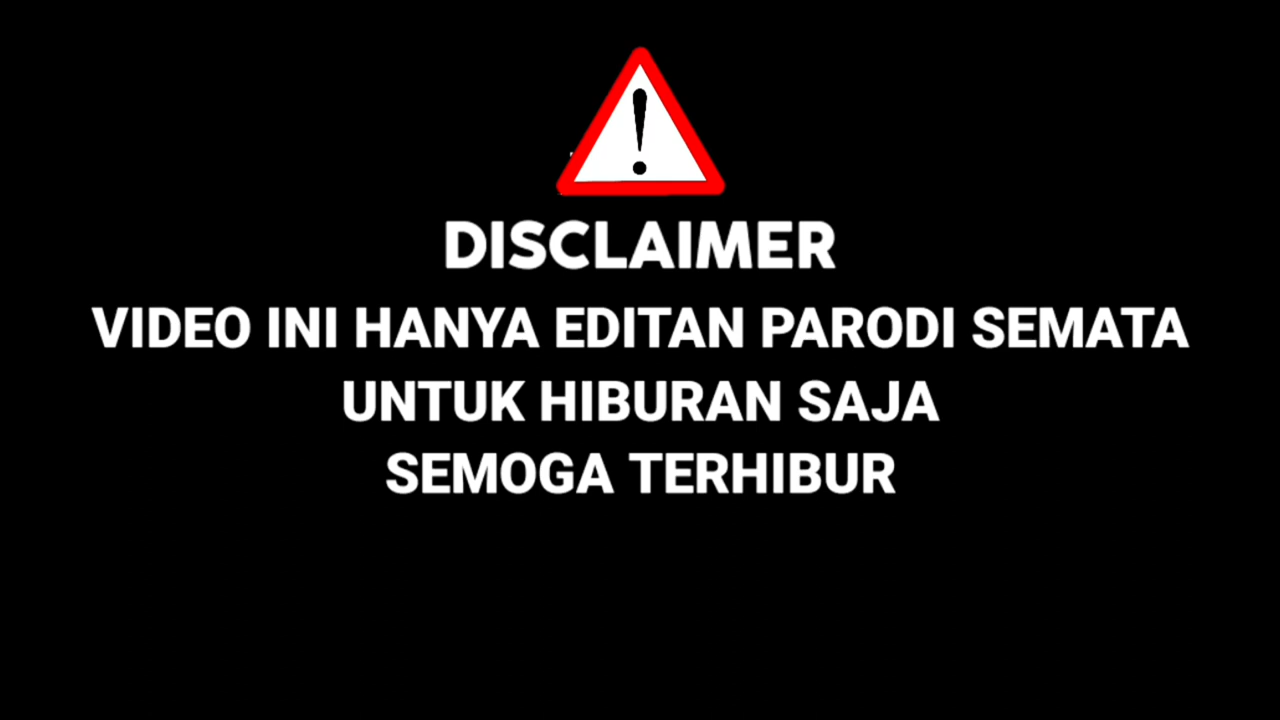 DISCLAIMER
VIDEO INI HANYA EDITAN PARODI SEMATA
UNTUK HIBURAN SAJA
SEMOGA TERHIBUR